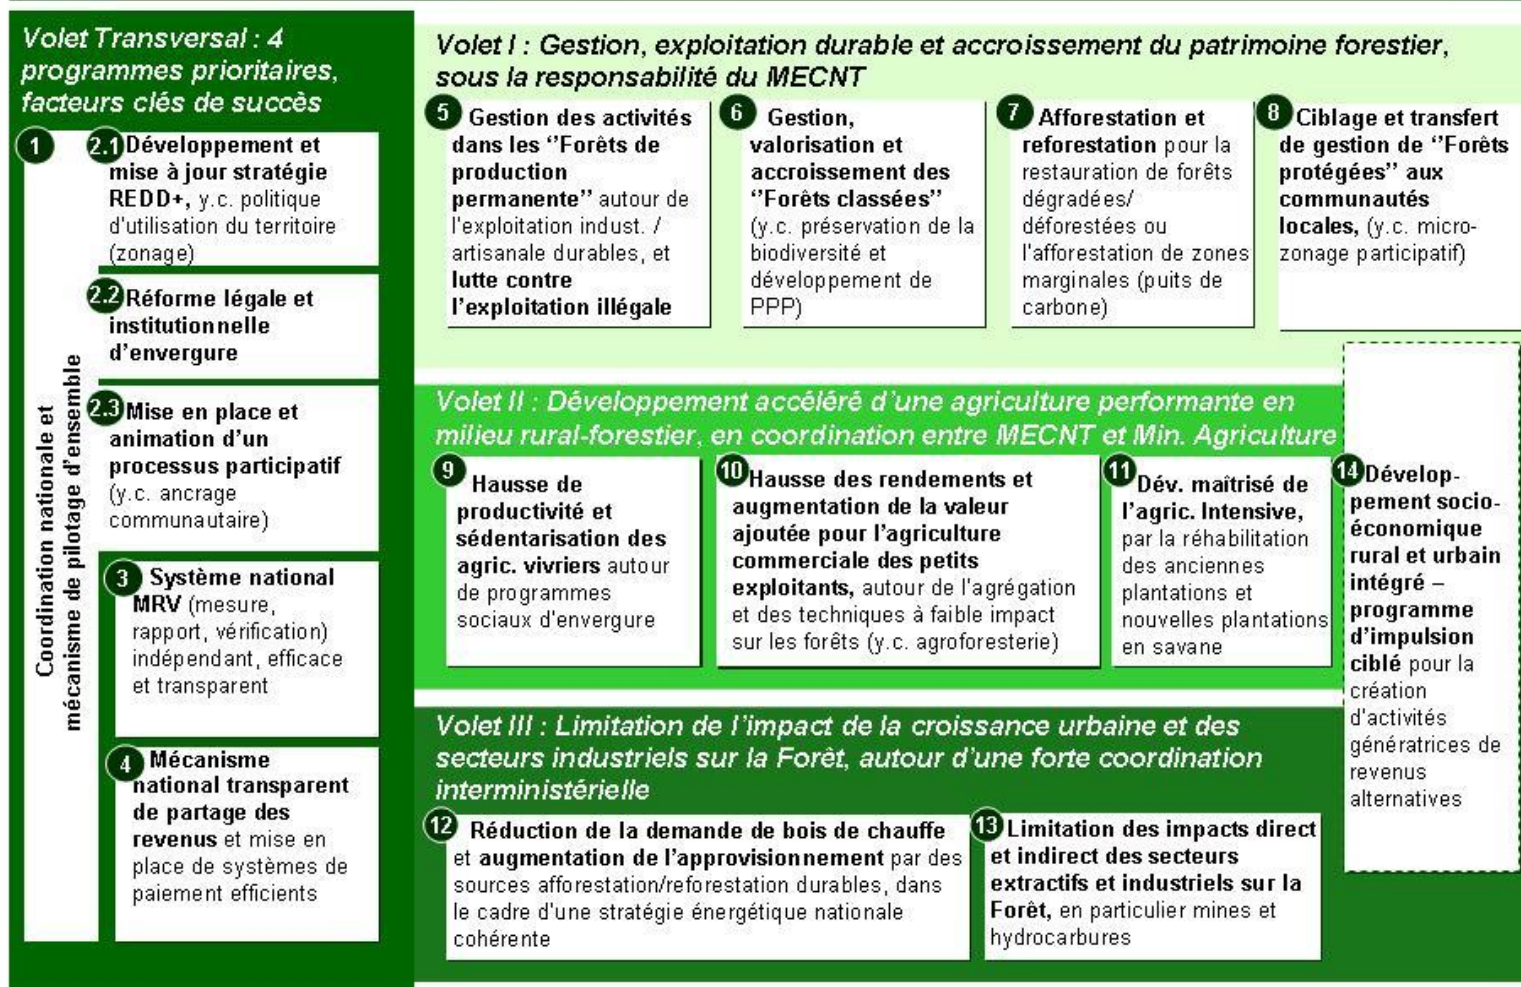 Volet Transversal : 4
programmes prioritaires,
facteurs clés de succès
1
Coordination nationale et
mécanisme de pilotage d’ensemble
2.1 Développement et
mise à jour stratégie
REDD+, y.c. politique
d’utilisation du territoire
(zonage)
2.2 Réforme légale et
institutionnelle
d’envergure
2.3 Mise en place et
animation d’un
processus participatif
(y.c. ancrage
communautaire)
3 Système national
MRV (mesure,
rapport, vérification)
indépendant, efficace
et transparent
4 Mécanisme
national transparent
de partage des
revenus et mise en
place de systèmes de
paiement efficients
Volet I : Gestion, exploitation durable et accroissement du patrimoine forestier,
sous la responsabilité du MECNT
5 Gestion des activités
dans les ‘’Forêts de
production
permanente’’ autour de
l’exploitation indust. /
artisanale durables, et
lutte contre
l’exploitation illégale
6 Gestion,
valorisation et
accroissement des
‘’Forêts classées’’
(y.c. préservation de la
biodiversité et
développement de
PPP)
7 Afforestation et
reforestation pour la
restauration de forêts
dégradées/
déforestées ou
l’afforestation de zones
marginales (puits de
carbone)
8 Ciblage et transfert
de gestion de ‘’Forêts
protégées’’ aux
communautés
locales, (y.c. micro-
zonage participatif)
Volet II : Développement accéléré d’une agriculture performante en
milieu rural-forestier, en coordination entre MECNT et Min. Agriculture
9 Hausse de
productivité et
sédentarisation des
agric. vivriers autour
de programmes
sociaux d’envergure
10 Hausse des rendements et
augmentation de la valeur
ajoutée pour l’agriculture
commerciale des petits
exploitants, autour de l’agrégation
et des techniques à faible impact
sur les forêts (y.c. agroforesterie)
11 Dév. maîtrisé de
l’agric. Intensive,
par la réhabilitation
des anciennes
plantations et
nouvelles plantations
en savane
14 Dévelop-
pement socio-
économique
rural et urbain
intégré –
programme
d’impulsion
ciblé pour la
création
d’activités
génératrices de
revenus
alternatives
Volet III : Limitation de l’impact de la croissance urbaine et des
secteurs industriels sur la Forêt, autour d’une forte coordination
interministérielle
12 Réduction de la demande de bois de chauffe
et augmentation de l’approvisionnement par des
sources afforestation/reforestation durables, dans
le cadre d’une stratégie énergétique nationale
cohérente
13 Limitation des impacts direct
et indirect des secteurs
extractifs et industriels sur la
Forêt, en particulier mines et
hydrocarbures